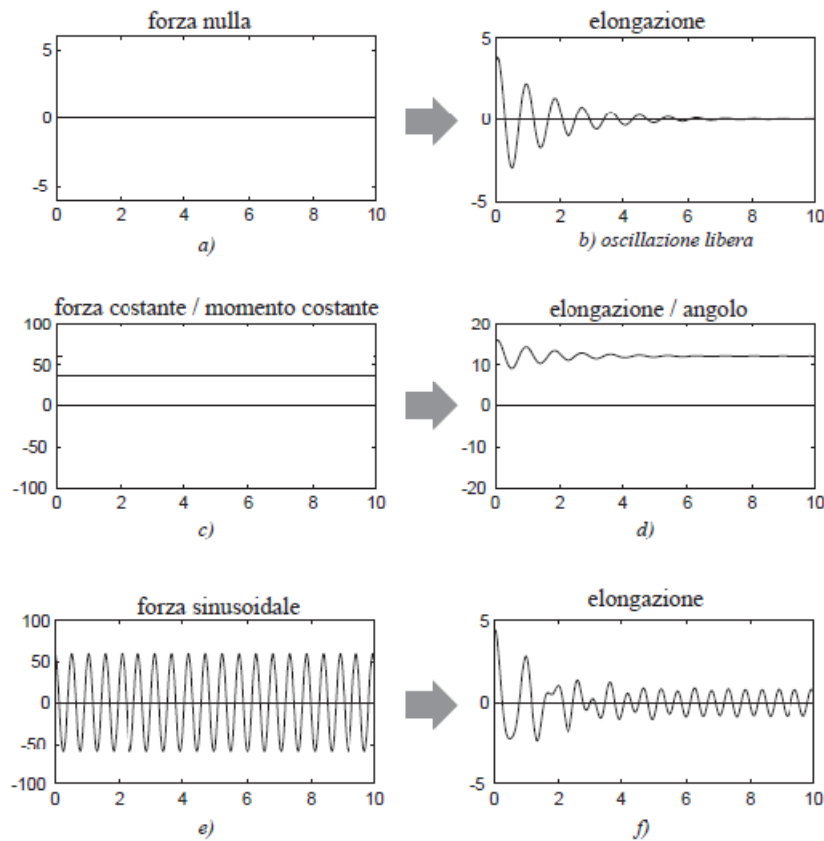 forza nulla
5
0
-5
0 2 4 6 8 10
a)
elongazione
5
0
-5
0 2 4 6 8 10
b) oscillazione libera
forza costante / momento costante
100
50
0
-50
-100
0 2 4 6 8 10
c)
elongazione / angolo
20
10
0
-10
-20
0 2 4 6 8 10
d)
forza sinusoidale
100
50
0
-50
-100
0 2 4 6 8 10
e)
elongazione
5
0
-5
0 2 4 6 8 10
f)